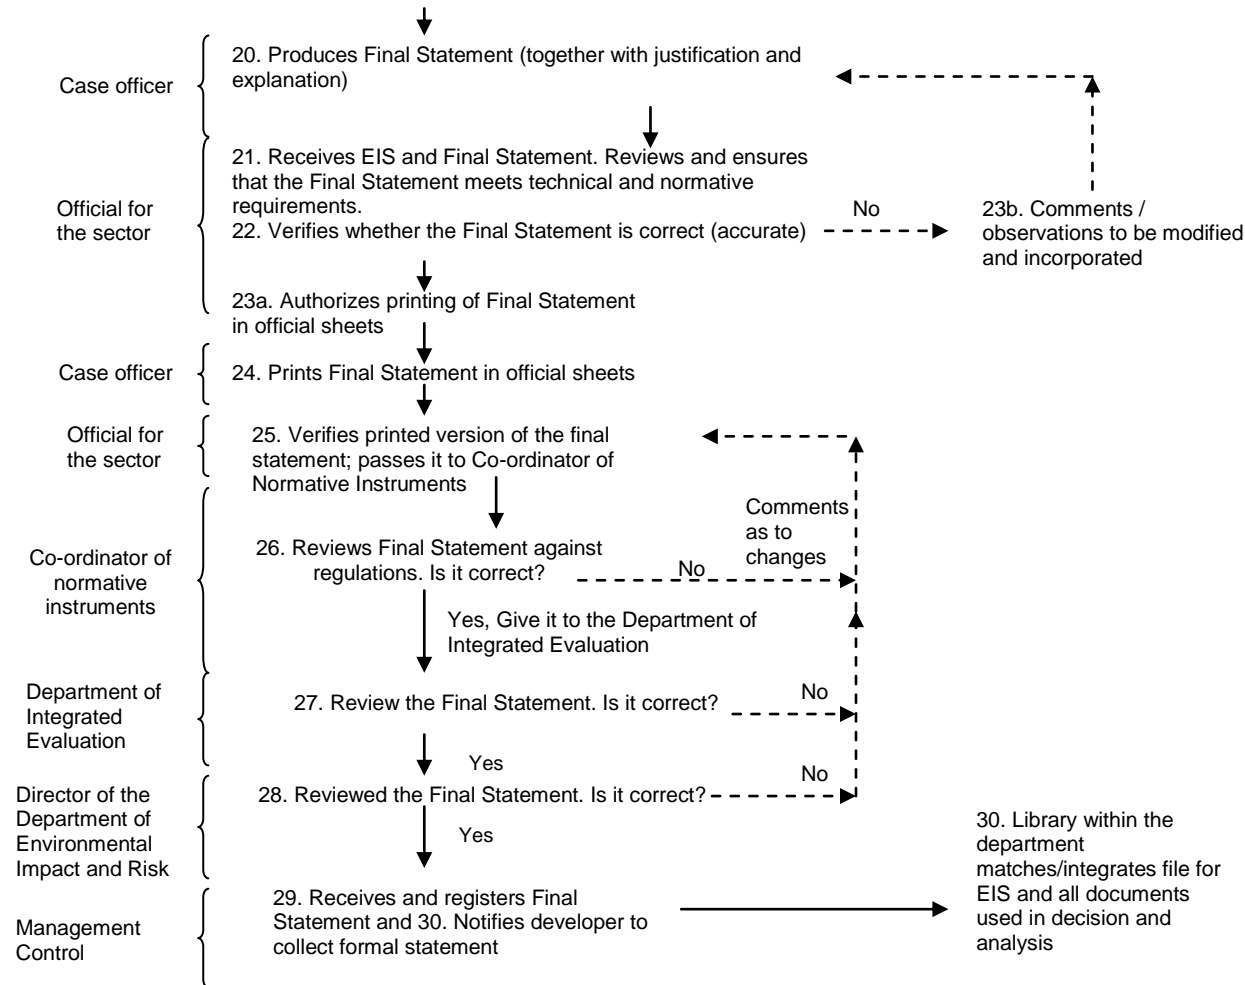 20. Produces Final Statement (together with justification and
explanation)
Case officer
21. Receives EIS and Final Statement. Reviews and ensures
that the Final Statement meets technical and normative
requirements.
Official for
the sector
22. Verifies whether the Final Statement is correct (accurate)
No
23b. Comments /
observations to be modified
and incorporated
23a. Authorizes printing of Final Statement
in official sheets
Case officer
24. Prints Final Statement in official sheets
Official for
the sector
25. Verifies printed version of the final
statement; passes it to Co-ordinator of
Normative Instruments
Comments
as to
changes
Co-ordinator of
normative
instruments
26. Reviews Final Statement against
regulations. Is it correct?
No
Yes, Give it to the Department of
Integrated Evaluation
Department of
Integrated
Evaluation
27. Review the Final Statement. Is it correct?
No
Yes
Director of the
Department of
Environmental
Impact and Risk
28. Reviewed the Final Statement. Is it correct?
No
Yes
Management
Control
29. Receives and registers Final
Statement and 30. Notifies developer to
collect formal statement
30. Library within the
department
matches/integrates file for
EIS and all documents
used in decision and
analysis